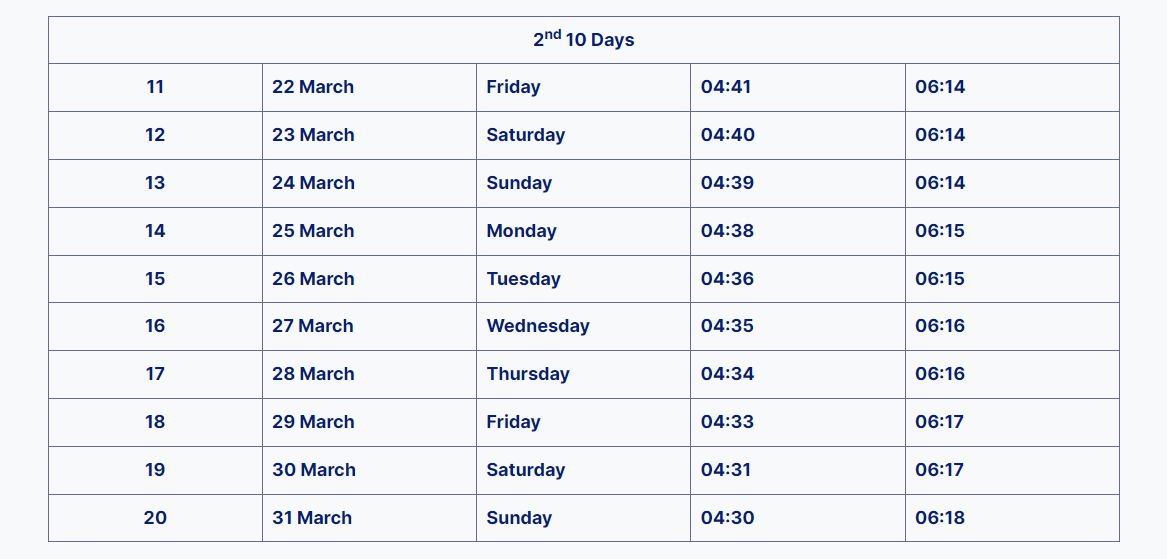 2nd 10 Days
11 22 March Friday 04:41 06:14
12 23 March Saturday 04:40 06:14
13 24 March Sunday 04:39 06:14
14 25 March Monday 04:38 06:15
15 26 March Tuesday 04:36 06:15
16 27 March Wednesday 04:35 06:16
17 28 March Thursday 04:34 06:16
18 29 March Friday 04:33 06:17
19 30 March Saturday 04:31 06:17
20 31 March Sunday 04:30 06:18